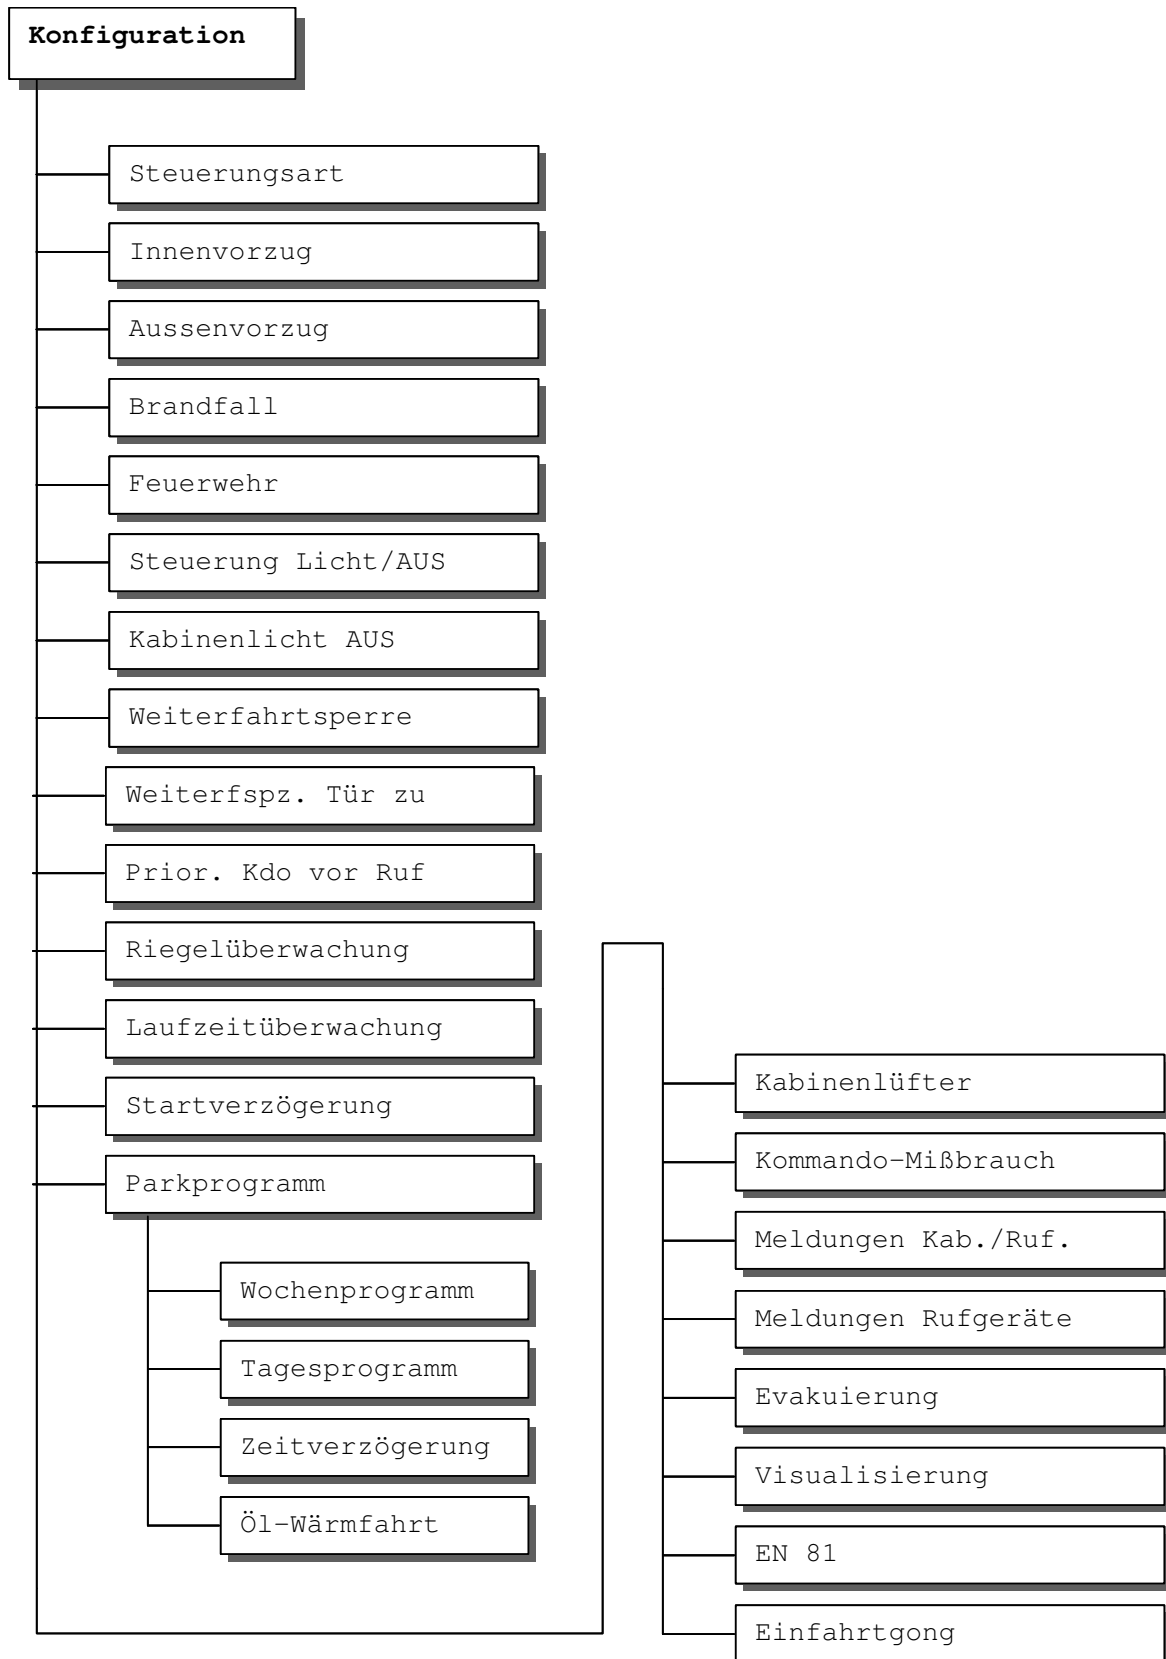 Konfiguration
Steuerungsart
Innenvorzug
Aussenvorzug
Brandfall
Feuerwehr
Steuerung Licht/AUS
Kabinenlicht AUS
Weiterfahrtsperre
Weiterfspz. Tür zu
Prior. Kdo vor Ruf
Riegelüberwachung
Laufzeitüberwachung
Startverzögerung
Parkprogramm
Wochenprogramm
Tagesprogramm
Zeitverzögerung
Öl-Wärmfahrt
Kabinenlüfter
Kommando-Mißbrauch
Meldungen Kab./Ruf.
Meldungen Rufgeräte
Evakuierung
Visualisierung
EN 81
Einfahrtgong